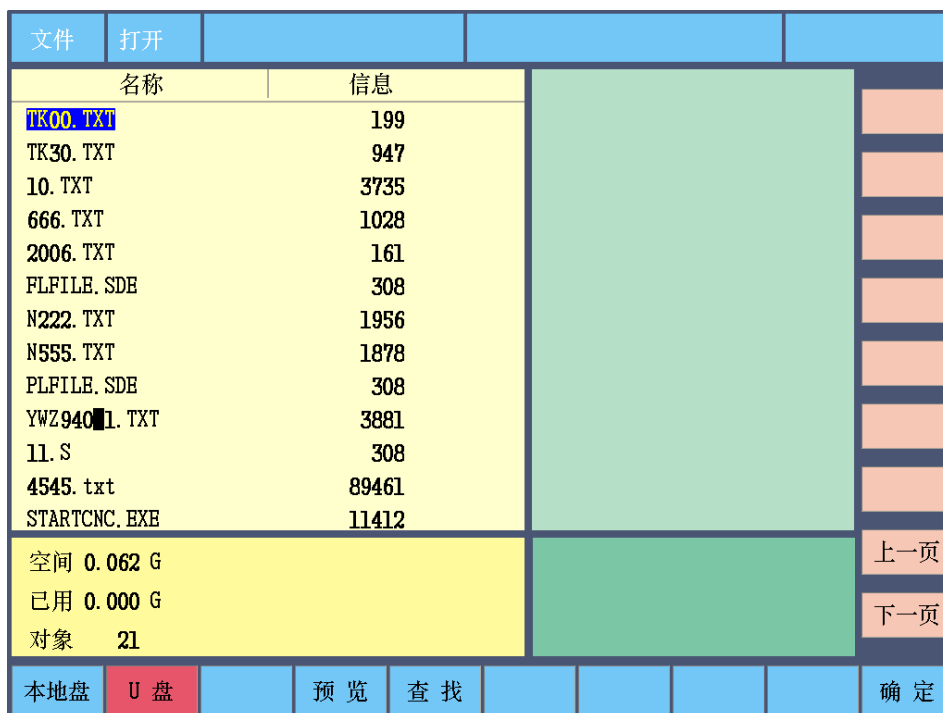 文件 打开
名称 信息
TK00.TXT 199
TK30.TXT 947
10.TXT 3735
666.TXT 1028
2006.TXT 161
FLFILE.SDE 308
N222.TXT 1956
N555.TXT 1878
PLFILE.SDE 308
YWZ940█1.TXT 3881
11.S 308
4545.txt 89461
STARTCNC.EXE 11412
空间 0.062 G
已用 0.000 G
对象 21
上一页
下一页
本地盘 U 盘 预 览 查 找 确 定